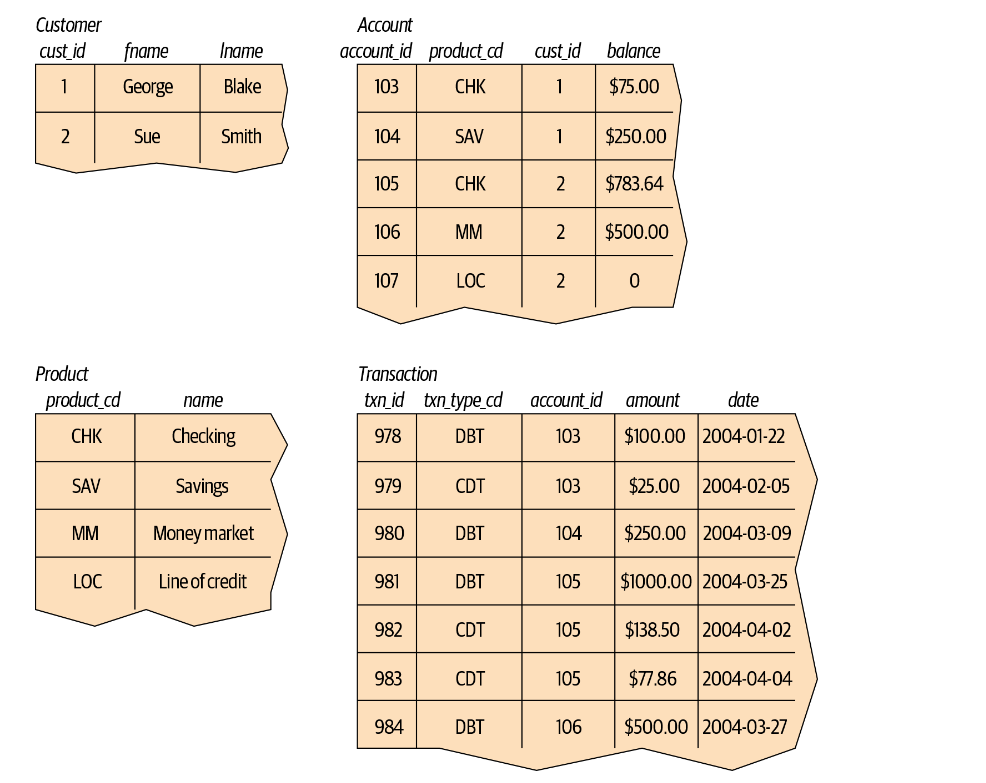 Customer
cust_id fname lname
1 George Blake
2 Sue Smith
Account
account_id product_cd cust_id balance
103 CHK 1 $75.00
104 SAV 1 $250.00
105 CHK 2 $783.64
106 MM 2 $500.00
107 LOC 2 0
Product
product_cd name
CHK Checking
SAV Savings
MM Money market
LOC Line of credit
Transaction
txn_id txn_type_cd account_id amount date
978 DBT 103 $100.00 2004-01-22
979 CDT 103 $25.00 2004-02-05
980 DBT 104 $250.00 2004-03-09
981 DBT 105 $1000.00 2004-03-25
982 CDT 105 $138.50 2004-04-02
983 CDT 105 $77.86 2004-04-04
984 DBT 106 $500.00 2004-03-27